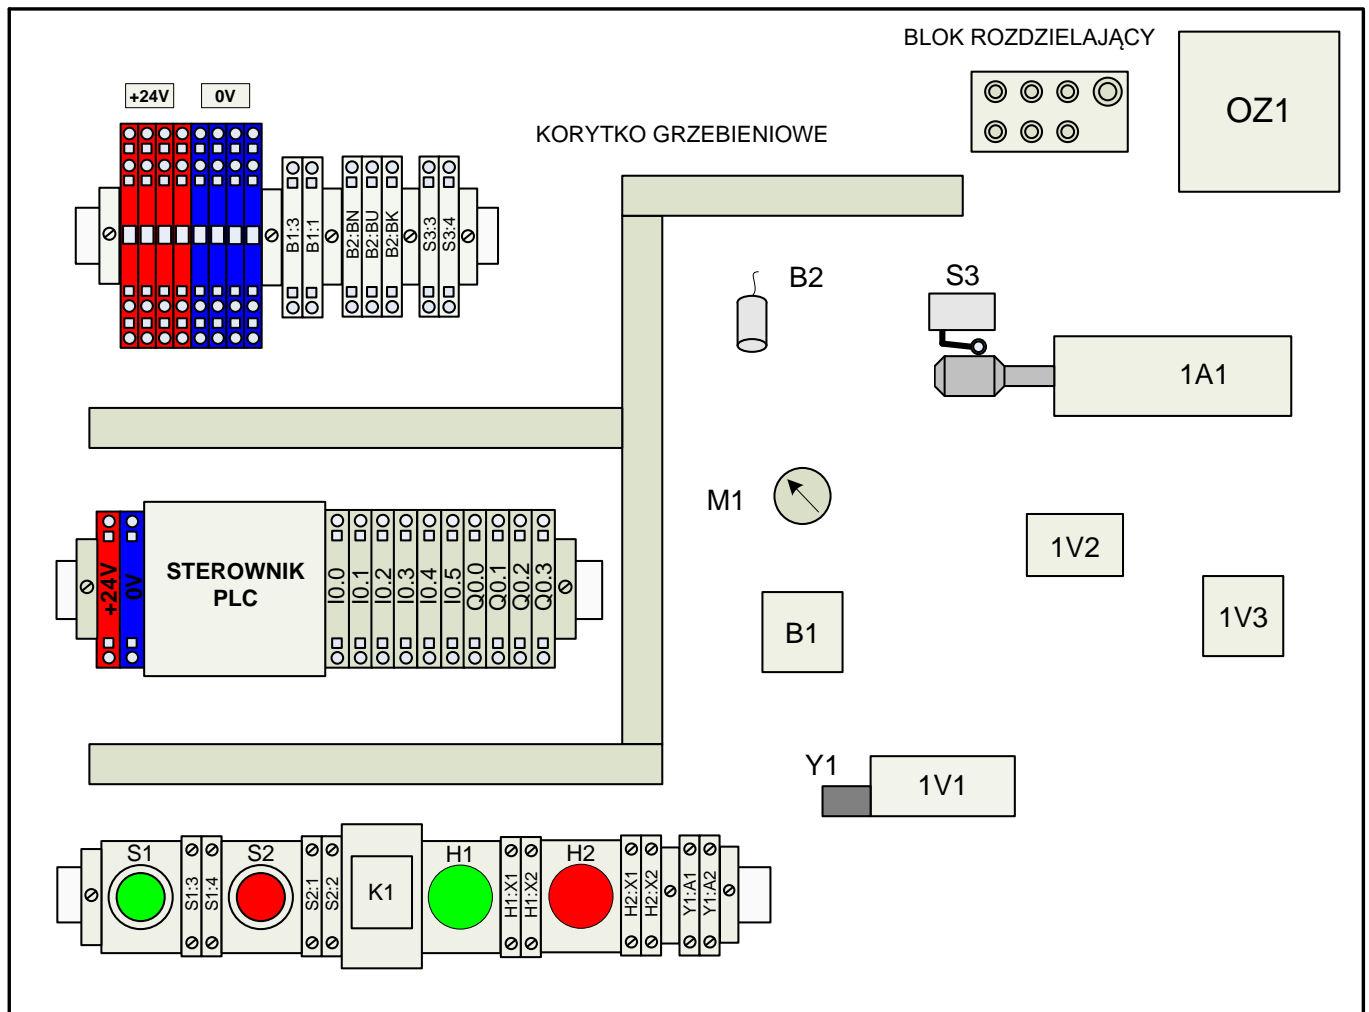 BLOK ROZDZIELAJĄCY
OZ1
+24V
0V
KORYTKO GRZEBIENIOWE
B1:3
B1:1
B2:BN
B2:BU
B2:BK
S3:3
S3:4
B2
S3
1A1
M1
1V2
+24V
0V
STEROWNIK
PLC
I0.0
I0.1
I0.2
I0.3
I0.4
I0.5
Q0.0
Q0.1
Q0.2
Q0.3
B1
1V3
Y1
1V1
S1
S1:3
S1:4
S2
S2:1
S2:2
K1
H1
H1:X1
H1:X2
H2
H2:X1
H2:X2
Y1:A1
Y1:A2